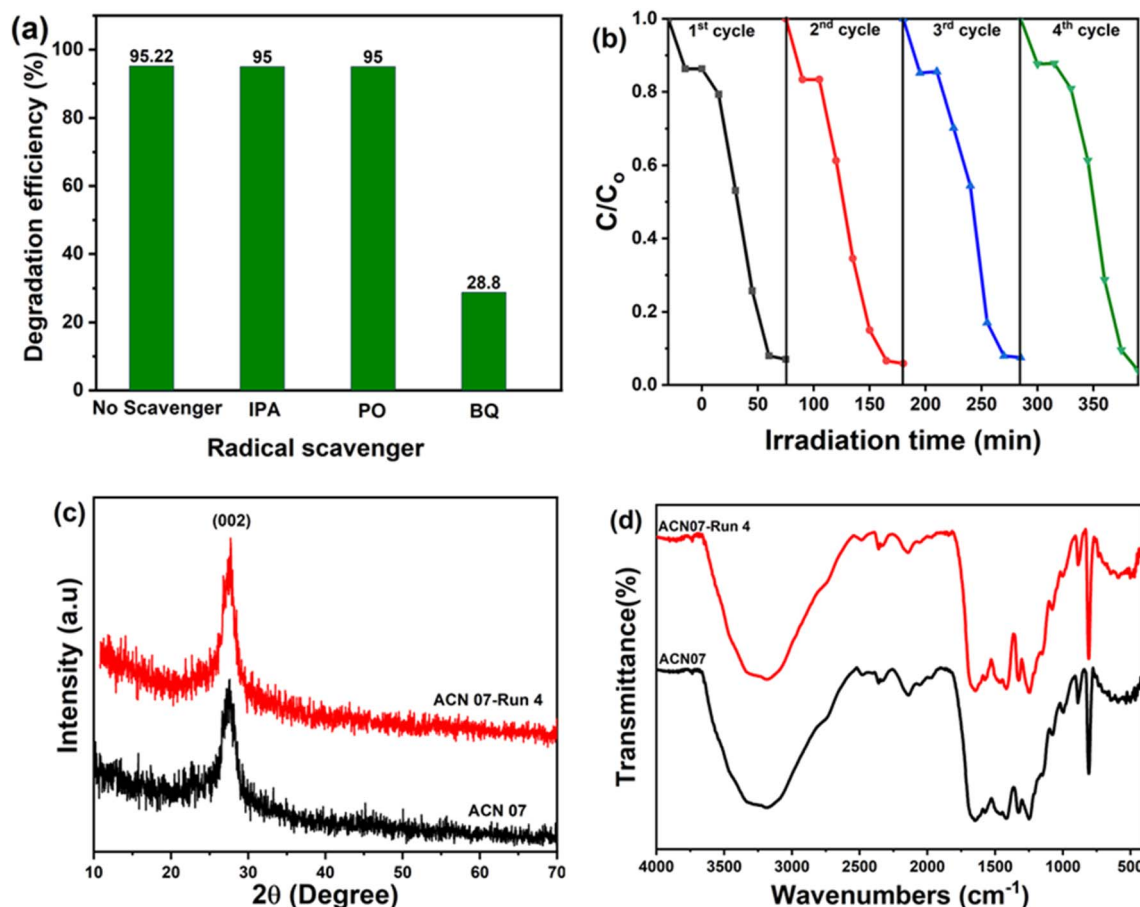 (a)
Degradation efficiency (%)
100
80
60
40
20
0
95.22
95
95
28.8
No Scavenger IPA PO BQ
Radical scavenger
(b)
C/Co
1.0
0.8
0.6
0.4
0.2
0.0
1st cycle 2nd cycle 3rd cycle 4th cycle
0 50 100 150 200 250 300 350
Irradiation time (min)
(c)
Intensity (a.u)
(002)
ACN 07-Run 4
ACN 07
10 20 30 40 50 60 70
2θ (Degree)
(d)
Transmittance(%)
ACN07-Run 4
ACN07
4000 3500 3000 2500 2000 1500 1000 500
Wavenumbers (cm-1)